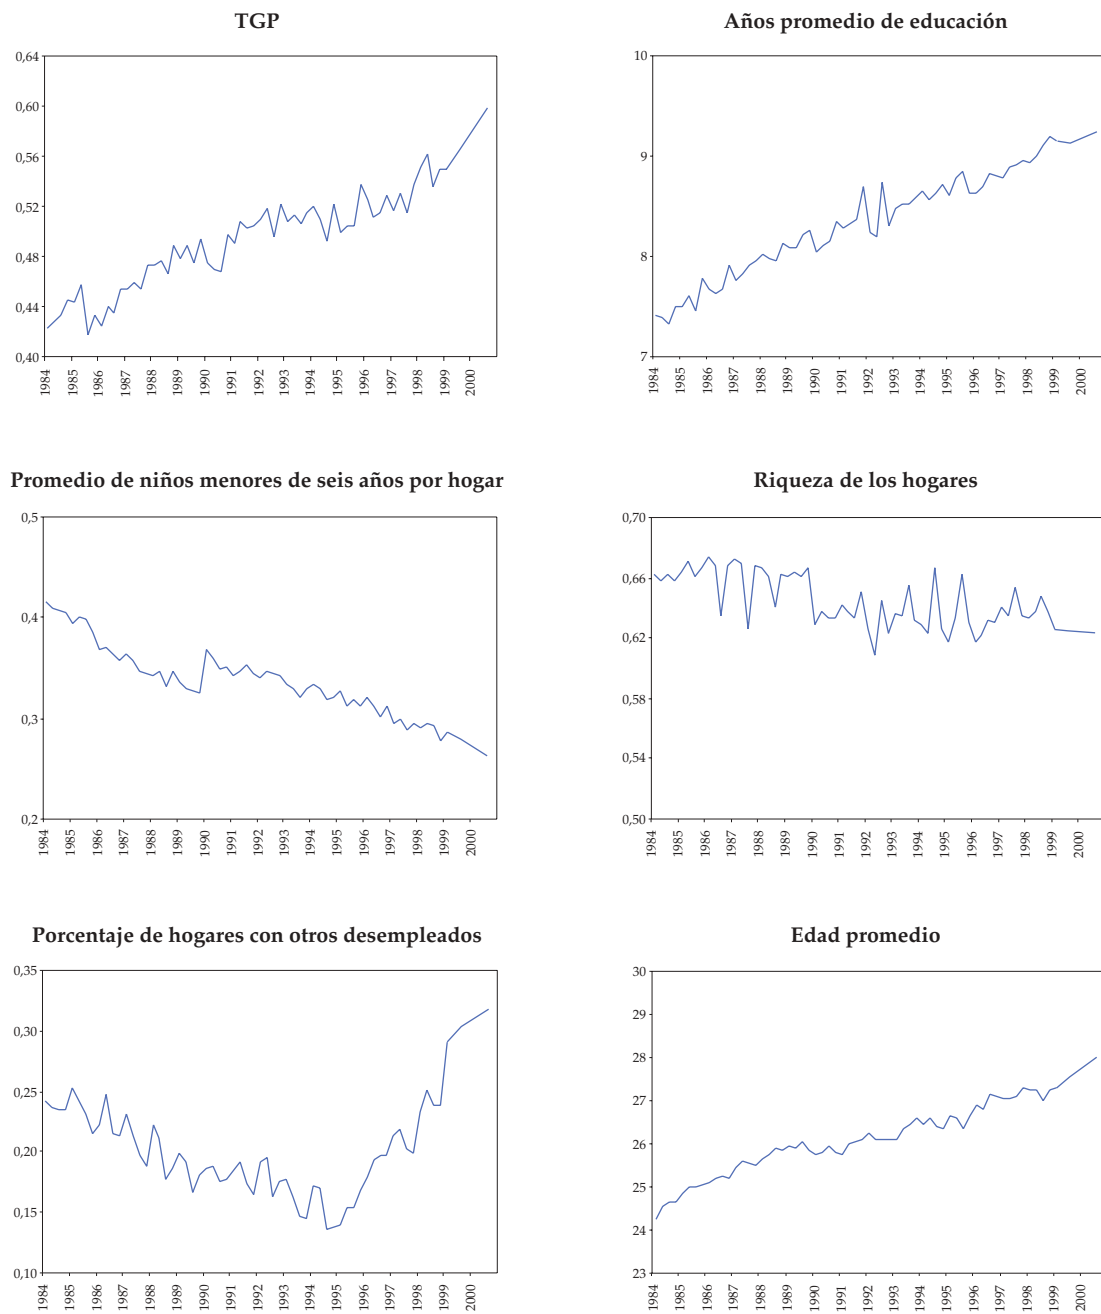 TGP
0,64
0,60
0,56
0,52
0,48
0,44
0,40
1984 1985 1986 1987 1988 1989 1990 1991 1992 1993 1994 1995 1996 1997 1998 1999 2000
Años promedio de educación
10
9
8
7
1984 1985 1986 1987 1988 1989 1990 1991 1992 1993 1994 1995 1996 1997 1998 1999 2000
Promedio de niños menores de seis años por hogar
0,5
0,4
0,3
0,2
1984 1985 1986 1987 1988 1989 1990 1991 1992 1993 1994 1995 1996 1997 1998 1999 2000
Riqueza de los hogares
0,70
0,66
0,62
0,58
0,54
0,50
1984 1985 1986 1987 1988 1989 1990 1991 1992 1993 1994 1995 1996 1997 1998 1999 2000
Porcentaje de hogares con otros desempleados
0,35
0,30
0,25
0,20
0,15
0,10
1984 1985 1986 1987 1988 1989 1990 1991 1992 1993 1994 1995 1996 1997 1998 1999 2000
Edad promedio
30
29
28
27
26
25
24
23
1984 1985 1986 1987 1988 1989 1990 1991 1992 1993 1994 1995 1996 1997 1998 1999 2000